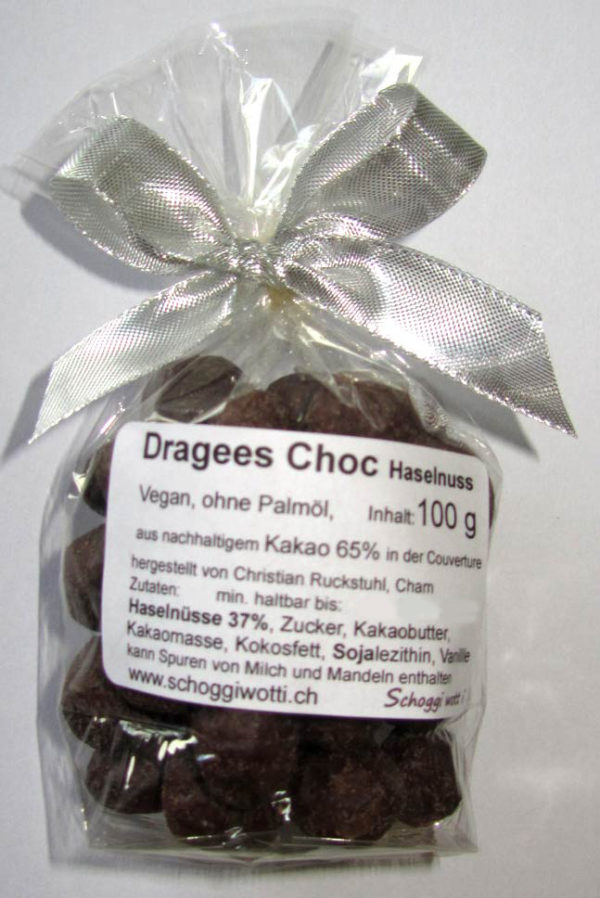 Dragees Choc Haselnuss
Vegan, ohne Palmöl, Inhalt: 100 g
aus nachhaltigem Kakao 65% in der Couverture
hergestellt von Christian Ruckstuhl, Cham
Zutaten: min. haltbar bis:
Haselnüsse 37%, Zucker, Kakaobutter,
Kakaomasse, Kokosfett, Sojalezithin, Vanille
kann Spuren von Milch und Mandeln enthalten
www.schoggiwotti.ch Schoggi wott i